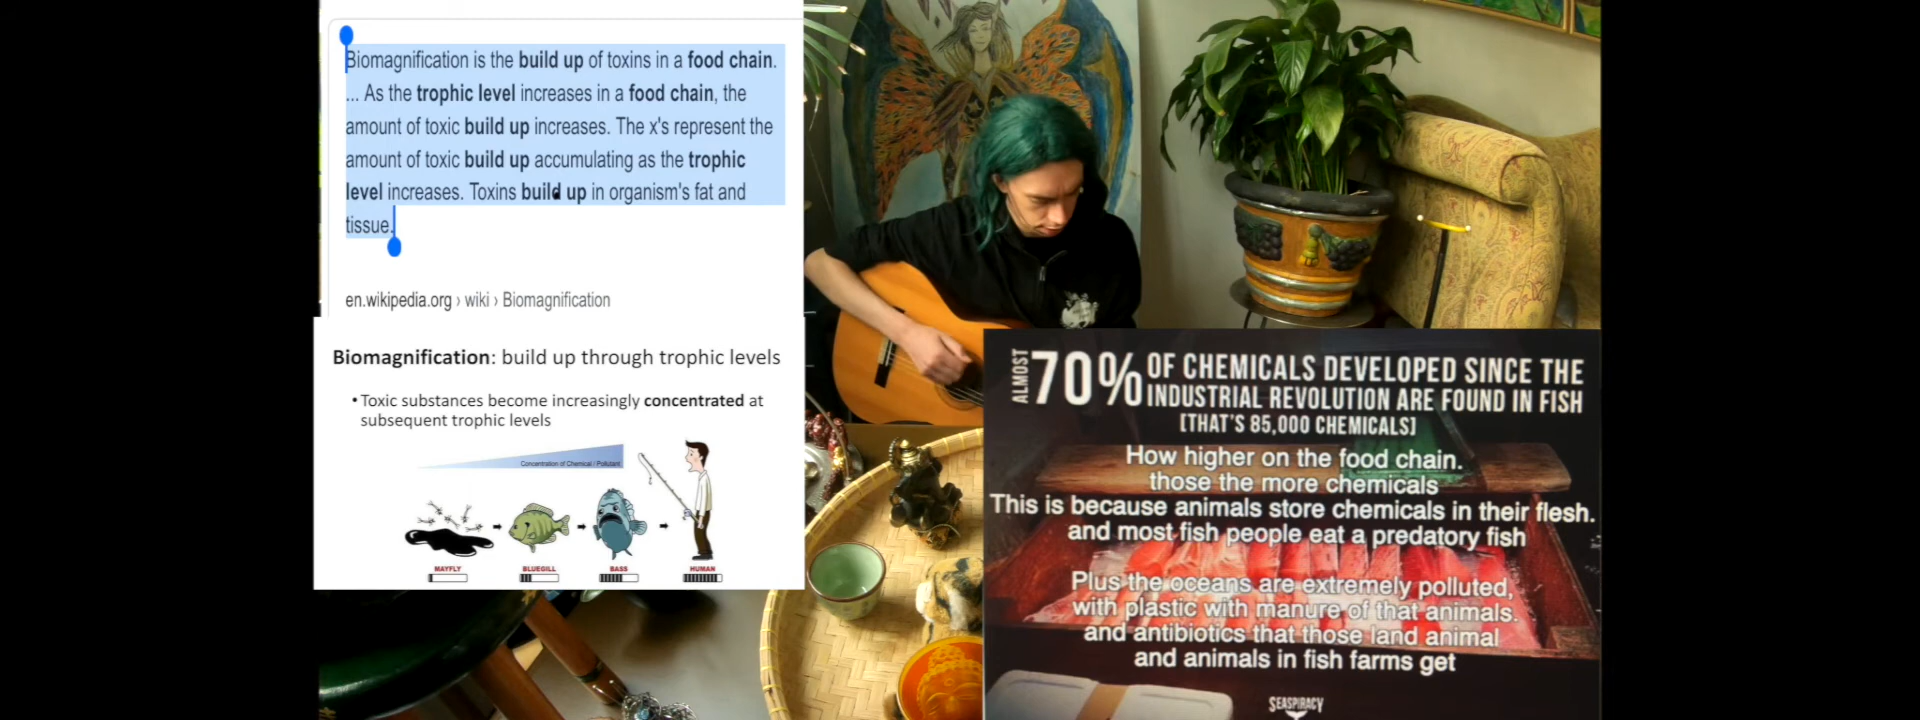 Biomagnification is the build up of toxins in a food chain.
... As the trophic level increases in a food chain, the
amount of toxic build up increases. The x's represent the
amount of toxic build up accumulating as the trophic
level increases. Toxins build up in organism's fat and
tissue.
en.wikipedia.org › wiki › Biomagnification
Biomagnification: build up through trophic levels
• Toxic substances become increasingly concentrated at
subsequent trophic levels
Concentration of Chemical / Pollutant
MAYFLY
BLUEGILL
BASS
HUMAN
ALMOST
70% OF CHEMICALS DEVELOPED SINCE THE
INDUSTRIAL REVOLUTION ARE FOUND IN FISH
[THAT'S 85,000 CHEMICALS]
How higher on the food chain.
those the more chemicals
This is because animals store chemicals in their flesh.
and most fish people eat a predatory fish
Plus the oceans are extremely polluted,
with plastic with manure of that animals.
and antibiotics that those land animal
and animals in fish farms get
SEASPIRACY